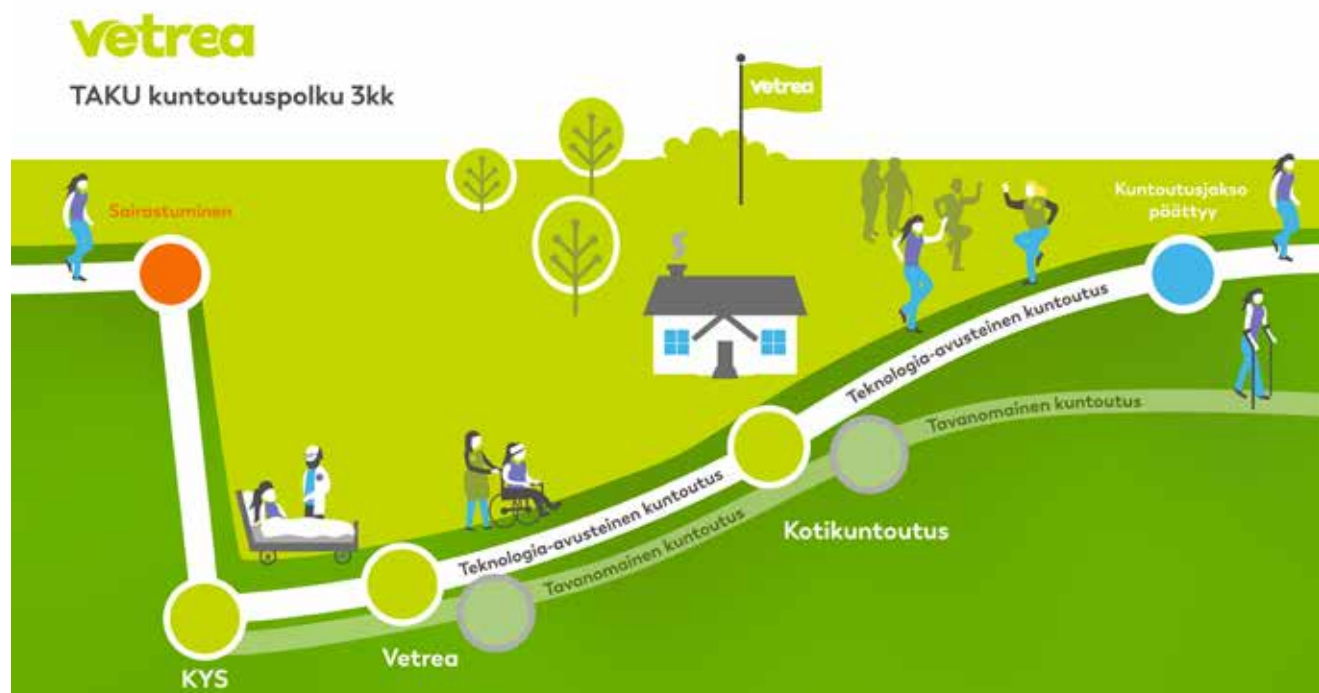 vetrea
TAKU kuntoutuspolku 3kk
vetrea
Sairastuminen
Kuntoutusjakso
päättyy
Teknologia-avusteinen kuntoutus
Tavanomainen kuntoutus
Teknologia-avusteinen kuntoutus
Tavanomainen kuntoutus
Kotikuntoutus
Vetrea
KYS